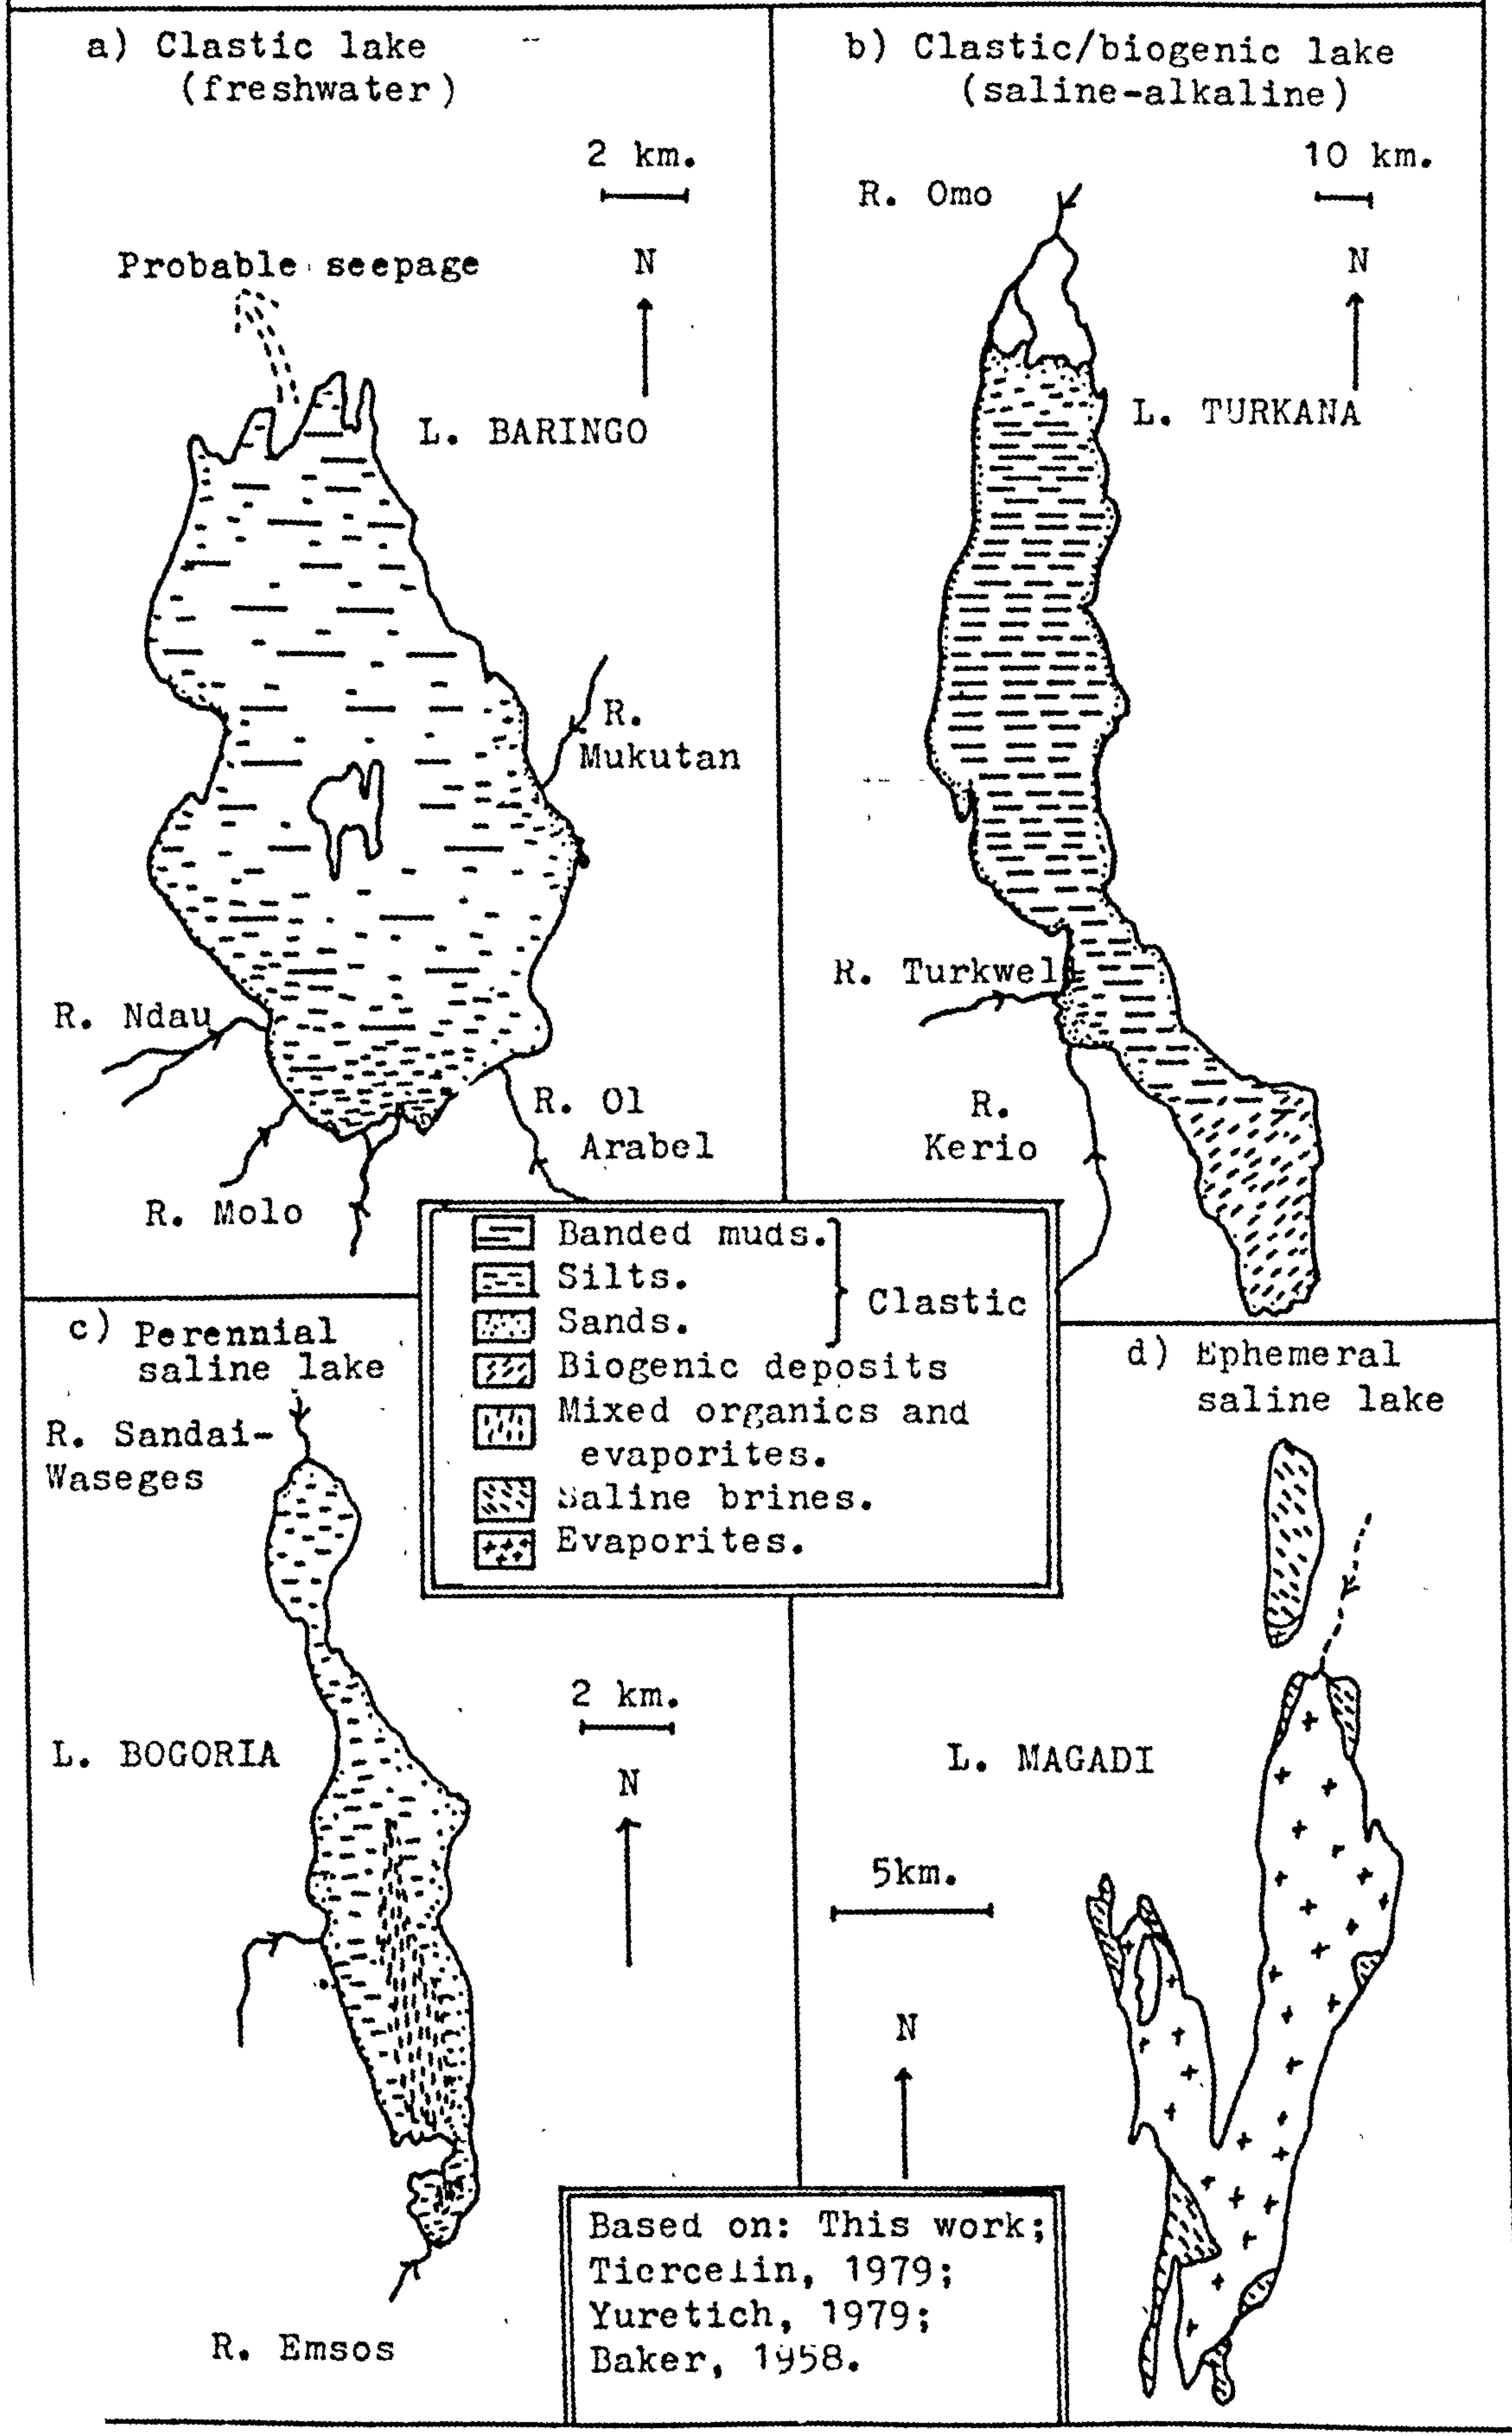 a) Clastic lake
(freshwater)
2 km.
Probable seepage
N
L. BARINGO
R.
Mukutan
R. Ndau
R. Ol
Arabel
R. Molo
b) Clastic/biogenic lake
(saline-alkaline)
10 km.
R. Omo
N
L. TURKANA
R. Turkwell
R.
Kerio
Banded muds.
Silts.
Sands.
Clastic
Biogenic deposits
Mixed organics and
evaporites.
Saline brines.
Evaporites.
c) Perennial
saline lake
R. Sandai-
Waseges
2 km.
L. BOGORIA
N
R. Emsos
d) Ephemeral
saline lake
L. MAGADI
5km.
N
Based on: This work;
Tiercelin, 1979;
Yuretich, 1979;
Baker, 1958.